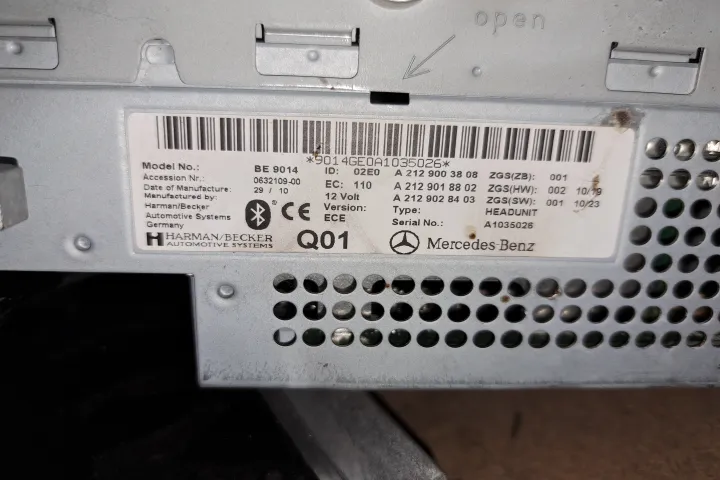 open
*9014GE0A1035026*
Model No.: BE 9014 ID: 02E0 A 212 900 38 08 ZGS(ZB): 001
Accession Nr.: 0632109-00 EC: 110 A 212 901 88 02 ZGS(HW): 002 10/19
Date of Manufacture: 29 / 10 12 Volt A 212 902 84 03 ZGS(SW): 001 10/23
Manufactured by: Version: Type: HEADUNIT
Harman/Becker ECE Serial No.: A1035026
Automotive Systems
Germany
CE
HARMAN/BECKER
AUTOMOTIVE SYSTEMS
Q01
Mercedes-Benz